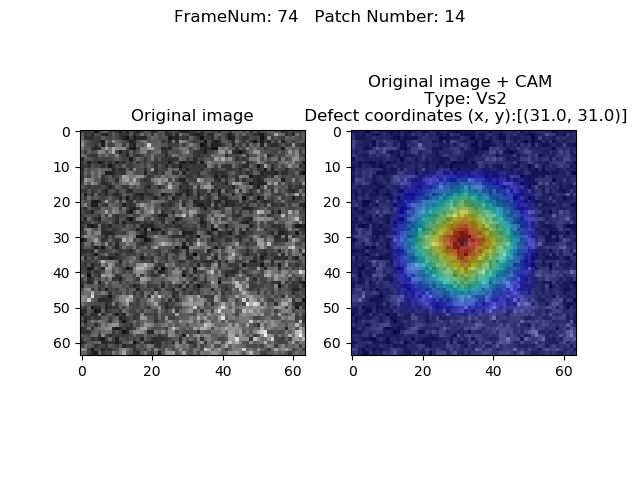 FrameNum: 74   Patch Number: 14
Original image
Original image + CAM
Type: Vs2
Defect coordinates (x, y):[(31.0, 31.0)]
0
10
20
30
40
50
60
0 20 40 60
0
10
20
30
40
50
60
0 20 40 60